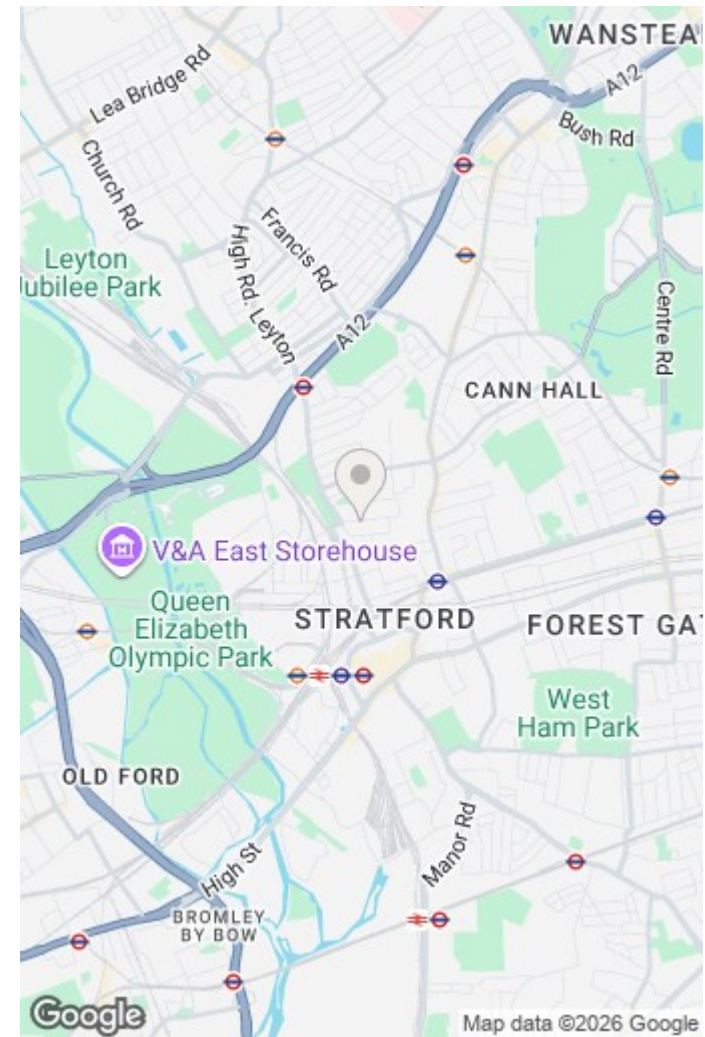 WANSTEA
Lea Bridge Rd
A12
Bush Rd
Church Rd
Francis Rd
High Rd. Leyton
Leyton
Jubilee Park
A12
Centre Rd
CANN HALL
V&A East Storehouse
Queen
Elizabeth
Olympic Park
STRATFORD
FOREST GAT
West
Ham Park
OLD FORD
High St
Manor Rd
BROMLEY
BY BOW
Google
Map data ©2026 Google